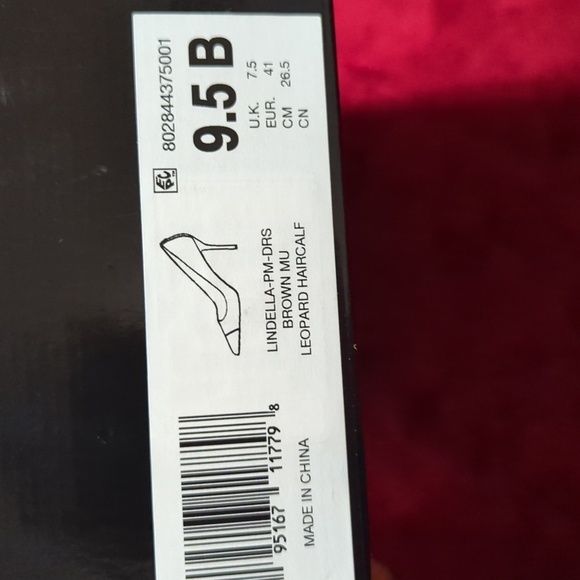 802844375001
9.5 B
U.K. 7.5
EUR. 41
CM 26.5
CN
LINDELLA-PM-DRS
BROWN MU
LEOPARD HAIRCALF
95167 11779 8
MADE IN CHINA